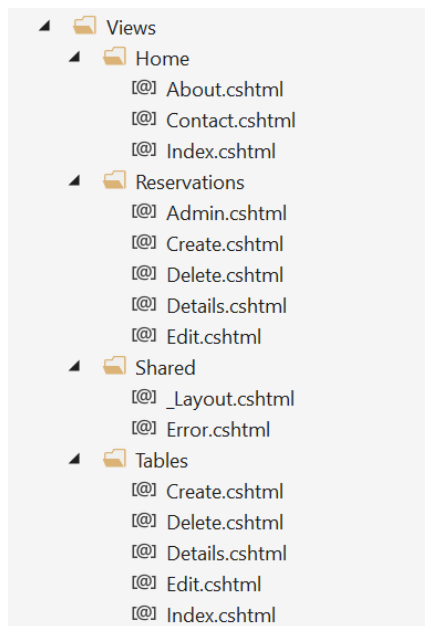 Views
Home
[@] About.cshtml
[@] Contact.cshtml
[@] Index.cshtml
Reservations
[@] Admin.cshtml
[@] Create.cshtml
[@] Delete.cshtml
[@] Details.cshtml
[@] Edit.cshtml
Shared
[@] _Layout.cshtml
[@] Error.cshtml
Tables
[@] Create.cshtml
[@] Delete.cshtml
[@] Details.cshtml
[@] Edit.cshtml
[@] Index.cshtml